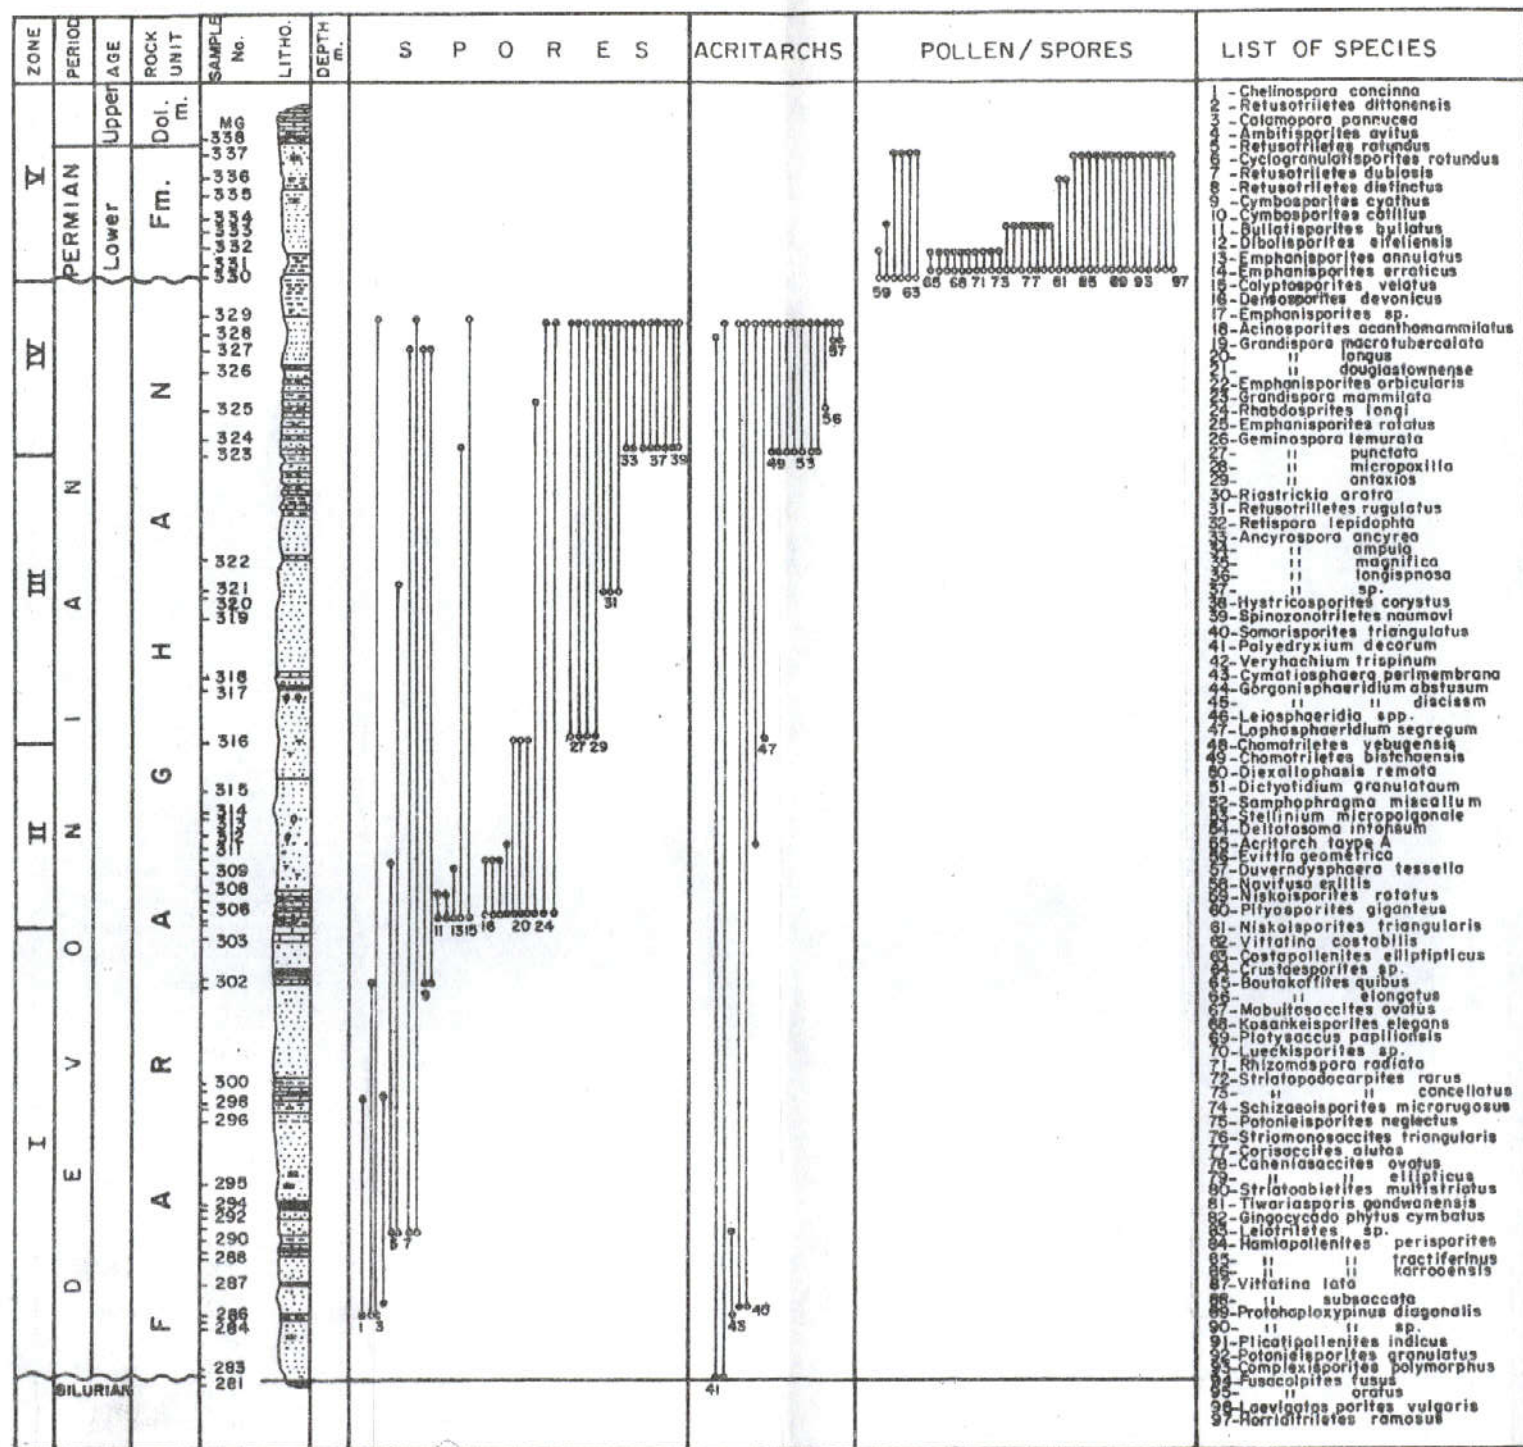 ZONE
PERIOD
AGE
ROCK UNIT
SAMPLE No.
LITHO.
DEPTH m.
SPORES
ACRITARCHS
POLLEN/SPORES
LIST OF SPECIES
V
IV
III
II
I
PERMIAN
DEVONAIN
SILURIAN
Upper
Lower
Dol. m.
Fm.
FARAGHAN
MG
338
337
336
335
334
333
332
331
330
329
328
327
326
325
324
323
322
321
320
319
318
317
316
315
314
313
312
311
309
308
306
303
302
300
298
296
295
294
292
290
288
287
286
284
283
281
59 63 65 68 71 73 77 81 85 89 93 97
57
56
33 37 39
49 53
31
27 29
47
11 13 15 16 20 24
9
5 7
1 3
43 46
41
1 - Chelinospora concinna
2 - Retusotriletes dittonensis
3 - Calamopora pannucea
4 - Ambitisporites avitus
5 - Retusotriletes rotundus
6 - Cyclogranulatisporites rotundus
7 - Retusotriletes dubiosis
8 - Retusotriletes distinctus
9 - Cymbosporites cyathus
10 - Cymbosporites catillus
11 - Bullatisporites bullatus
12 - Dibolisporites eifeliensis
13 - Emphanisporites annulatus
14 - Emphanisporites erraticus
15 - Calyptosporites velatus
16 - Densosporites devonicus
17 - Emphanisporites sp.
18 - Acinosporites acanthomammilatus
19 - Grandispora macrotubercalata
20- " longus
21- " douglastownense
22 - Emphanisporites orbicularis
23 - Grandispora mammilata
24 - Rhabdosprites langi
25 - Emphanisporites rotatus
26 - Geminospora lemurata
27- " punctata
28- " micropaxilla
29- " antaxios
30 - Riastrickia aratra
31 - Retusotrilletes rugulatus
32 - Retispora lepidophta
33 - Ancyrospora ancyrea
34- " ampula
35- " magnifica
36- " longispnosa
37- " sp.
38 - Hystricosporites corystus
39 - Spinozonotriletes naumovi
40 - Samarisporites triangulatus
41 - Polyedryxium decorum
42 - Veryhachium trispinum
43 - Cymatiosphaera perimembrana
44 - Gorgonisphaeridium abstusum
45- " " discissm
46 - Leiosphaeridia spp.
47 - Lophosphaeridium segregum
48 - Chomotriletes vebugensis
49 - Chomotriletes bistchaensis
50 - Diexallophasis remota
51 - Dictyotidium granulataum
52 - Samphophragma miscallum
53 - Stellinium micropolgonale
54 - Deltotosoma intonsum
55 - Acritarch taype A
56 - Evittia geometrica
57 - Duvernaysphaera tessella
58 - Navifusa exillis
59 - Niskoisporites rotatus
60 - Pityosporites giganteus
61 - Niskoisporites triangularis
62 - Vittatina costabilis
63 - Costapollenites elliptipticus
64 - Crustaesporites sp.
65 - Boutakoffites quibus
66- " elongatus
67 - Mabuitasaccites ovatus
68 - Kosankeisporites elegans
69 - Platysaccus papilionsis
70 - Lueckisporites sp.
71 - Rhizomaspora radiata
72 - Striatopodocarpites rarus
73- " " cancellatus
74 - Schizaeoisporites microrugosus
75 - Potonieisporites neglectus
76 - Striomonosaccites triangularis
77 - Corisaccites alutas
78 - Caheniasaccites ovatus
79- " " ellipticus
80 - Striatoabietites multistriatus
81 - Tiwariasporis gondwanensis
82 - Gingocycado phytus cymbatus
83 - Leiotriletes sp.
84 - Hamiapollenites perisporites
85- " " tractiferinus
86- " " karrooensis
87 - Vittatina lata
88- " subsaccata
89 - Protohaploxypinus diagonalis
90- " " sp.
91 - Plicatipollenites indicus
92 - Potonieisporites granulatus
93 - Complexisporites polymorphus
94 - Fusacolpites fusus
95- " oratus
96 - Laevigatos porites vulgaris
97 - Horriditriletes ramosus